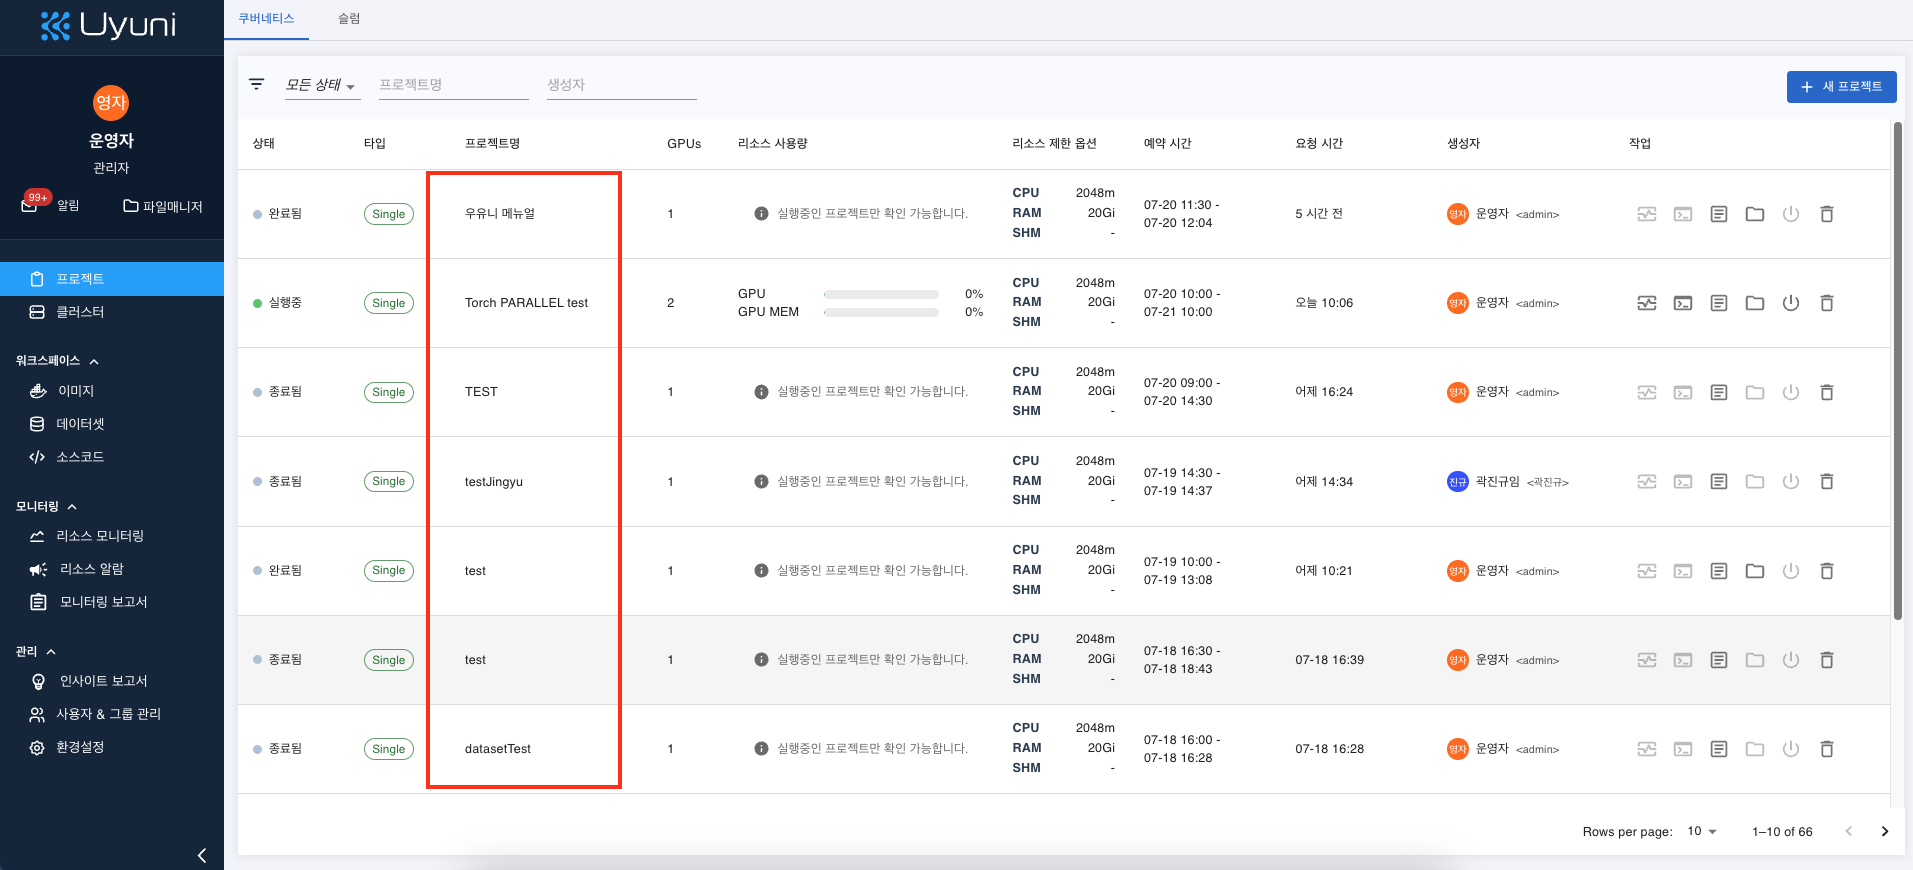 Uyuni
쿠버네티스 슬럼
영자
운영자
관리자
99+ 알림 파일매니저
프로젝트
클러스터
워크스페이스
이미지
데이터셋
소스코드
모니터링
리소스 모니터링
리소스 알람
모니터링 보고서
관리
인사이트 보고서
사용자 & 그룹 관리
환경설정
모든 상태 프로젝트명 생성자 + 새 프로젝트
상태 타입 프로젝트명 GPUs 리소스 사용량 리소스 제한 옵션 예약 시간 요청 시간 생성자 작업
완료됨 Single 우유니 메뉴얼 1 실행중인 프로젝트만 확인 가능합니다.
CPU 2048m
RAM 20Gi
SHM -
07-20 11:30 -
07-20 12:04
5 시간 전 영자 운영자 <admin>
실행중 Single Torch PARALLEL test 2
GPU 0%
GPU MEM 0%
CPU 2048m
RAM 20Gi
SHM -
07-20 10:00 -
07-21 10:00
오늘 10:06 영자 운영자 <admin>
종료됨 Single TEST 1 실행중인 프로젝트만 확인 가능합니다.
CPU 2048m
RAM 20Gi
SHM -
07-20 09:00 -
07-20 14:30
어제 16:24 영자 운영자 <admin>
종료됨 Single testJingyu 1 실행중인 프로젝트만 확인 가능합니다.
CPU 2048m
RAM 20Gi
SHM -
07-19 14:30 -
07-19 14:37
어제 14:34 진규 곽진규임 <곽진규>
완료됨 Single test 1 실행중인 프로젝트만 확인 가능합니다.
CPU 2048m
RAM 20Gi
SHM -
07-19 10:00 -
07-19 13:08
어제 10:21 영자 운영자 <admin>
종료됨 Single test 1 실행중인 프로젝트만 확인 가능합니다.
CPU 2048m
RAM 20Gi
SHM -
07-18 16:30 -
07-18 18:43
07-18 16:39 영자 운영자 <admin>
종료됨 Single datasetTest 1 실행중인 프로젝트만 확인 가능합니다.
CPU 2048m
RAM 20Gi
SHM -
07-18 16:00 -
07-18 16:28
07-18 16:28 영자 운영자 <admin>
Rows per page: 10 1–10 of 66